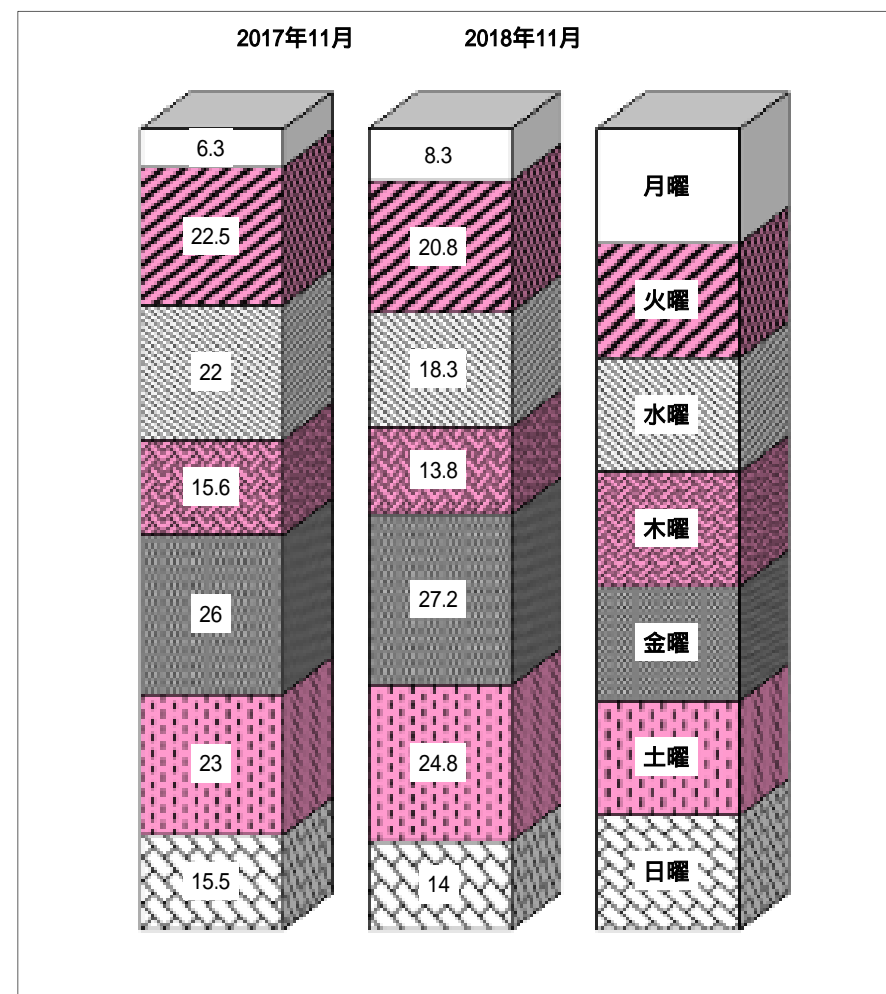 2017年11月 2018年11月
6.3 8.3 月曜
22.5 20.8 火曜
22 18.3 水曜
15.6 13.8 木曜
26 27.2 金曜
23 24.8 土曜
15.5 14 日曜